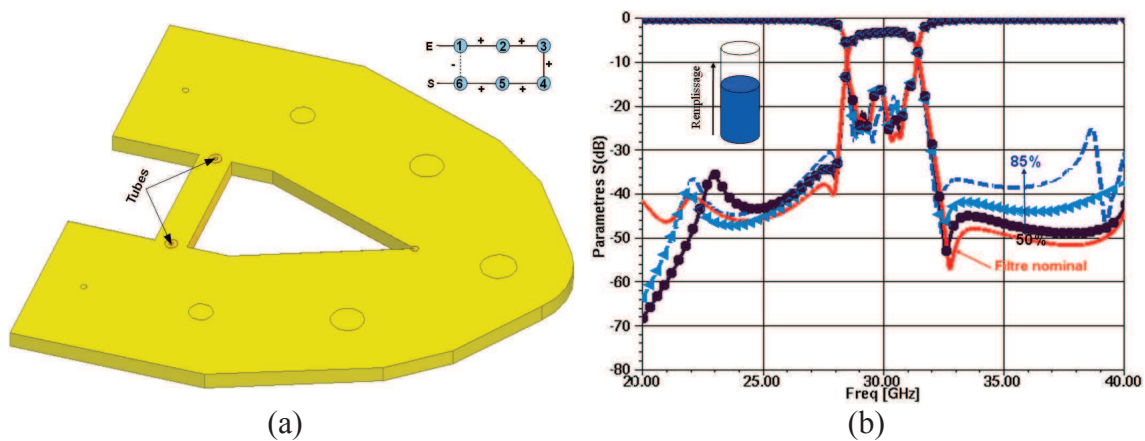 E 1 + 2 + 3
- +
S 6 + 5 + 4
Tubes
(a)
Parametres S(dB)
0
-10
-20
-30
-40
-50
-60
-70
-80
Remplissage
85%
50%
Filtre nominal
20.00 25.00 30.00 35.00 40.00
Freq [GHz]
(b)